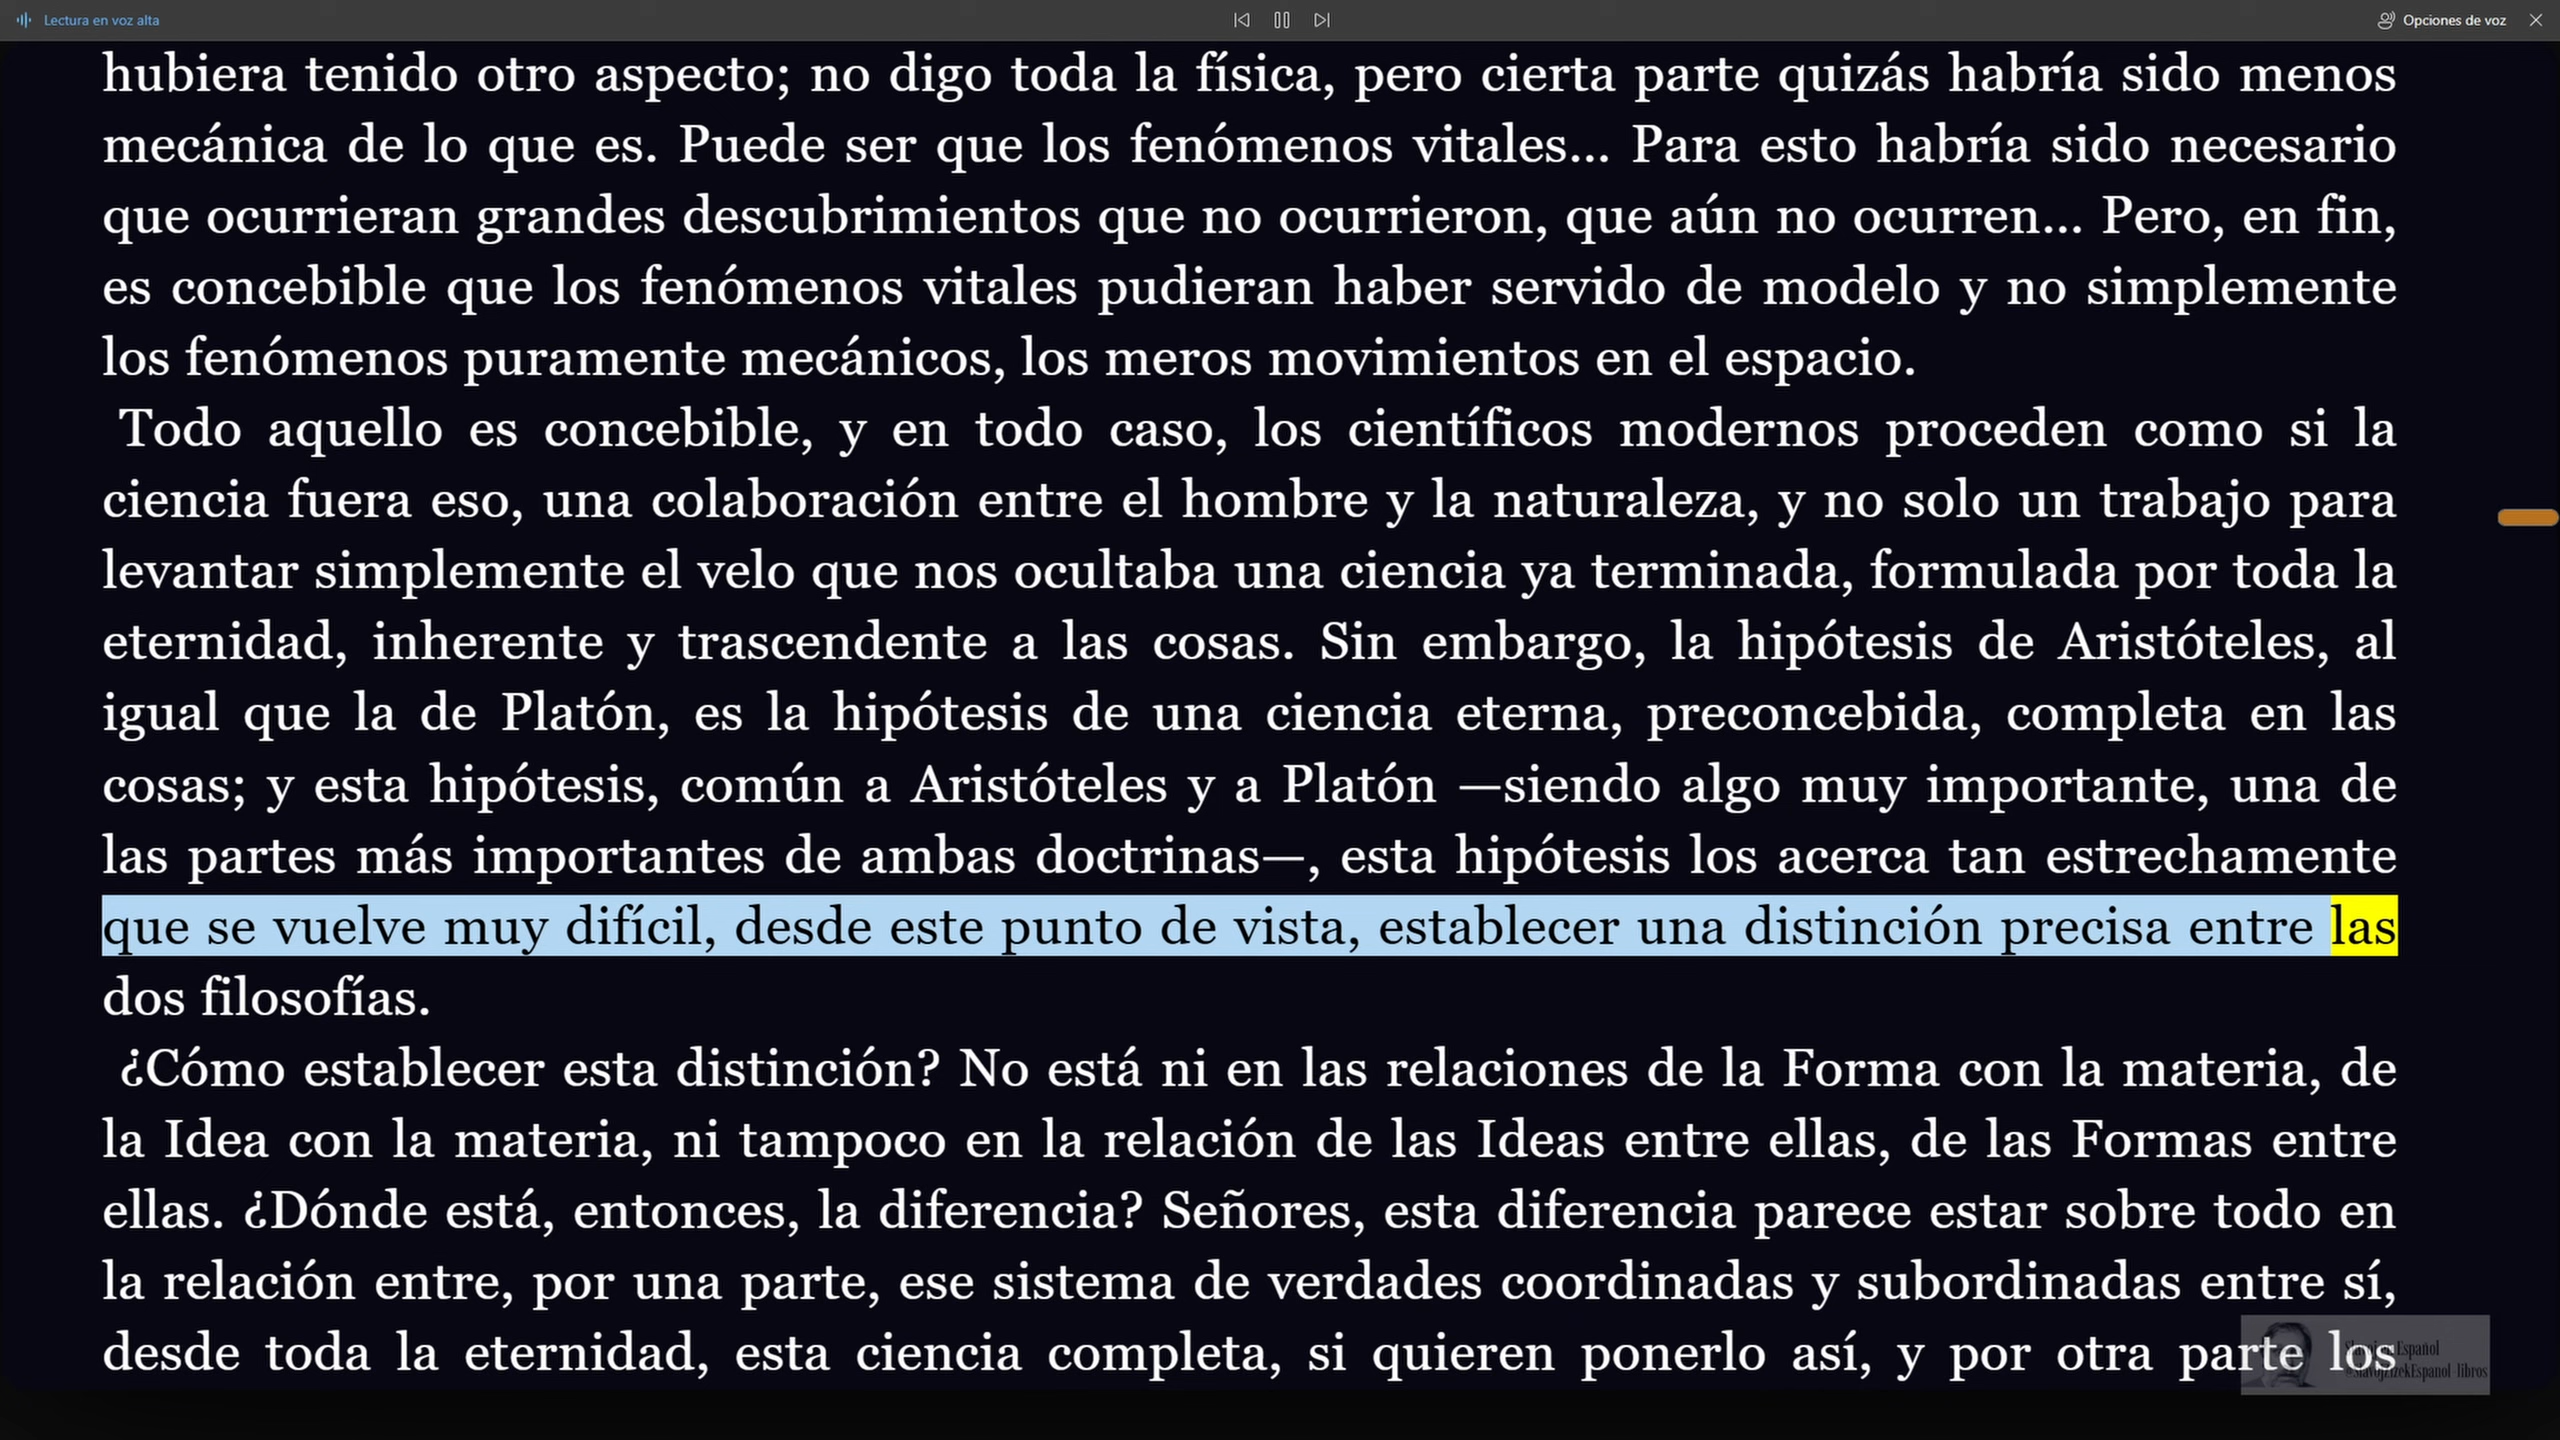 Lectura en voz alta
Opciones de voz
hubiera tenido otro aspecto; no digo toda la física, pero cierta parte quizás habría sido menos
mecánica de lo que es. Puede ser que los fenómenos vitales... Para esto habría sido necesario
que ocurrieran grandes descubrimientos que no ocurrieron, que aún no ocurren... Pero, en fin,
es concebible que los fenómenos vitales pudieran haber servido de modelo y no simplemente
los fenómenos puramente mecánicos, los meros movimientos en el espacio.
Todo aquello es concebible, y en todo caso, los científicos modernos proceden como si la
ciencia fuera eso, una colaboración entre el hombre y la naturaleza, y no solo un trabajo para
levantar simplemente el velo que nos ocultaba una ciencia ya terminada, formulada por toda la
eternidad, inherente y trascendente a las cosas. Sin embargo, la hipótesis de Aristóteles, al
igual que la de Platón, es la hipótesis de una ciencia eterna, preconcebida, completa en las
cosas; y esta hipótesis, común a Aristóteles y a Platón —siendo algo muy importante, una de
las partes más importantes de ambas doctrinas—, esta hipótesis los acerca tan estrechamente
que se vuelve muy difícil, desde este punto de vista, establecer una distinción precisa entre las
dos filosofías.
¿Cómo establecer esta distinción? No está ni en las relaciones de la Forma con la materia, de
la Idea con la materia, ni tampoco en la relación de las Ideas entre ellas, de las Formas entre
ellas. ¿Dónde está, entonces, la diferencia? Señores, esta diferencia parece estar sobre todo en
la relación entre, por una parte, ese sistema de verdades coordinadas y subordinadas entre sí,
desde toda la eternidad, esta ciencia completa, si quieren ponerlo así, y por otra parte los
Español